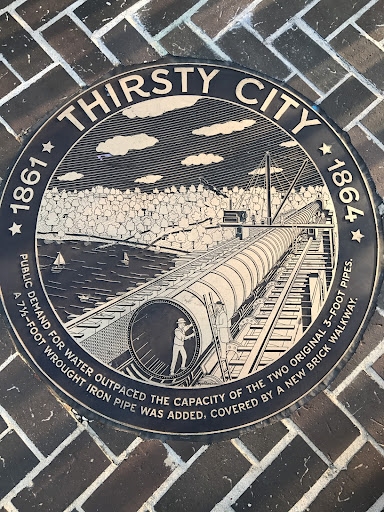 THIRSTY CITY
★ 1861 ★
★ 1864 ★
PUBLIC DEMAND FOR WATER OUTPACED THE CAPACITY OF THE TWO ORIGINAL 3-FOOT PIPES.
A 7½-FOOT WROUGHT IRON PIPE WAS ADDED, COVERED BY A NEW BRICK WALKWAY.